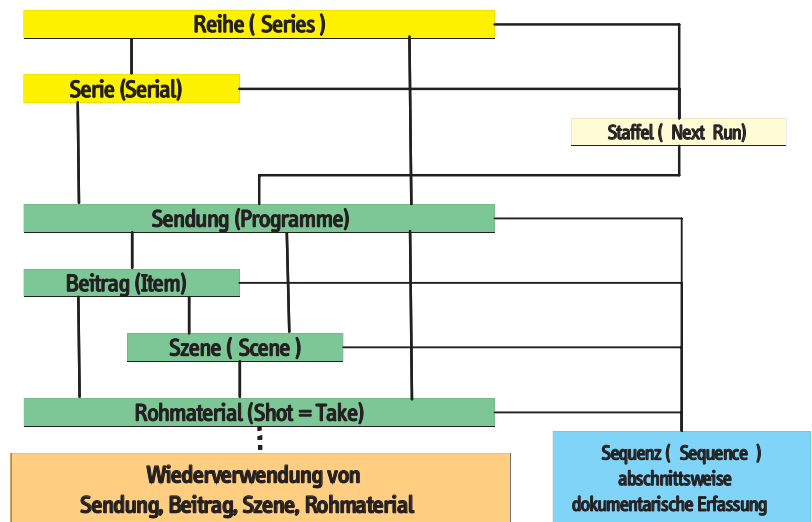 Reihe ( Series )
Serie (Serial)
Staffel ( Next Run)
Sendung (Programme)
Beitrag (Item)
Szene ( Scene )
Rohmaterial (Shot = Take)
Wiederverwendung von
Sendung, Beitrag, Szene, Rohmaterial
Sequenz ( Sequence )
abschnittsweise
dokumentarische Erfassung